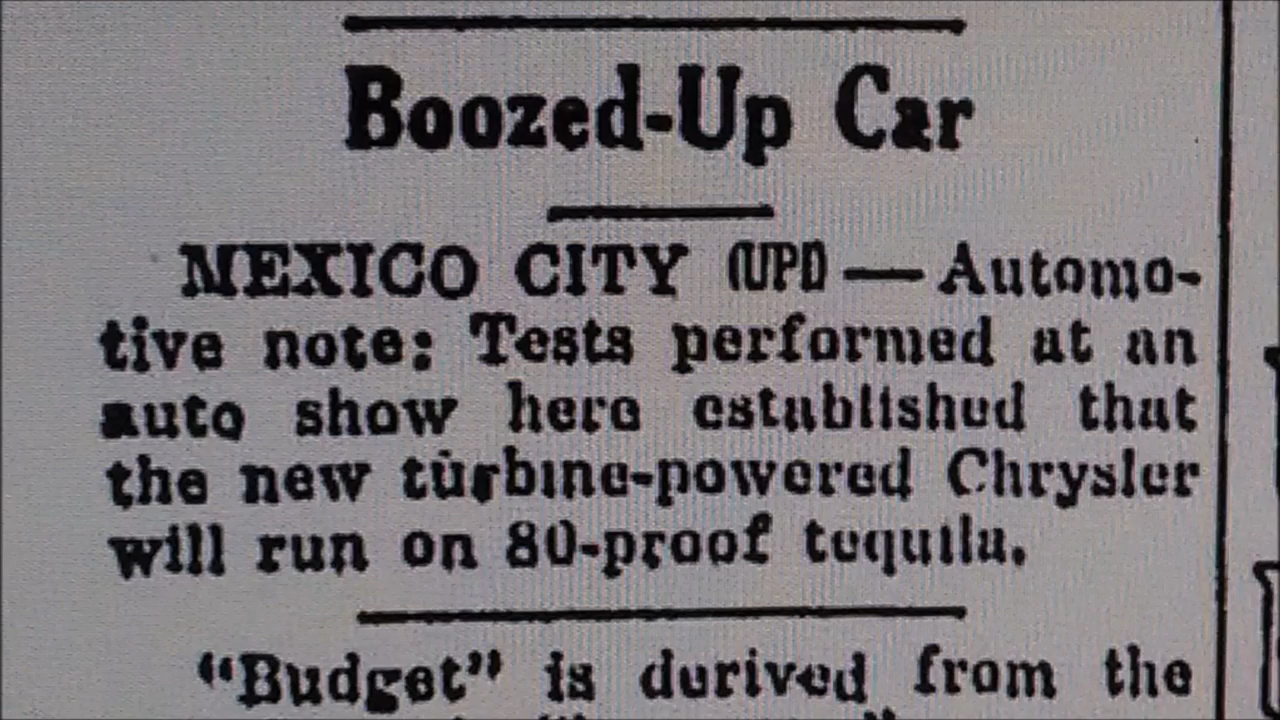 Boozed-Up Car
MEXICO CITY (UPI) — Automo-
tive note: Tests performed at an
auto show here established that
the new turbine-powered Chrysler
will run on 80-proof tequila.
"Budget" is derived from the